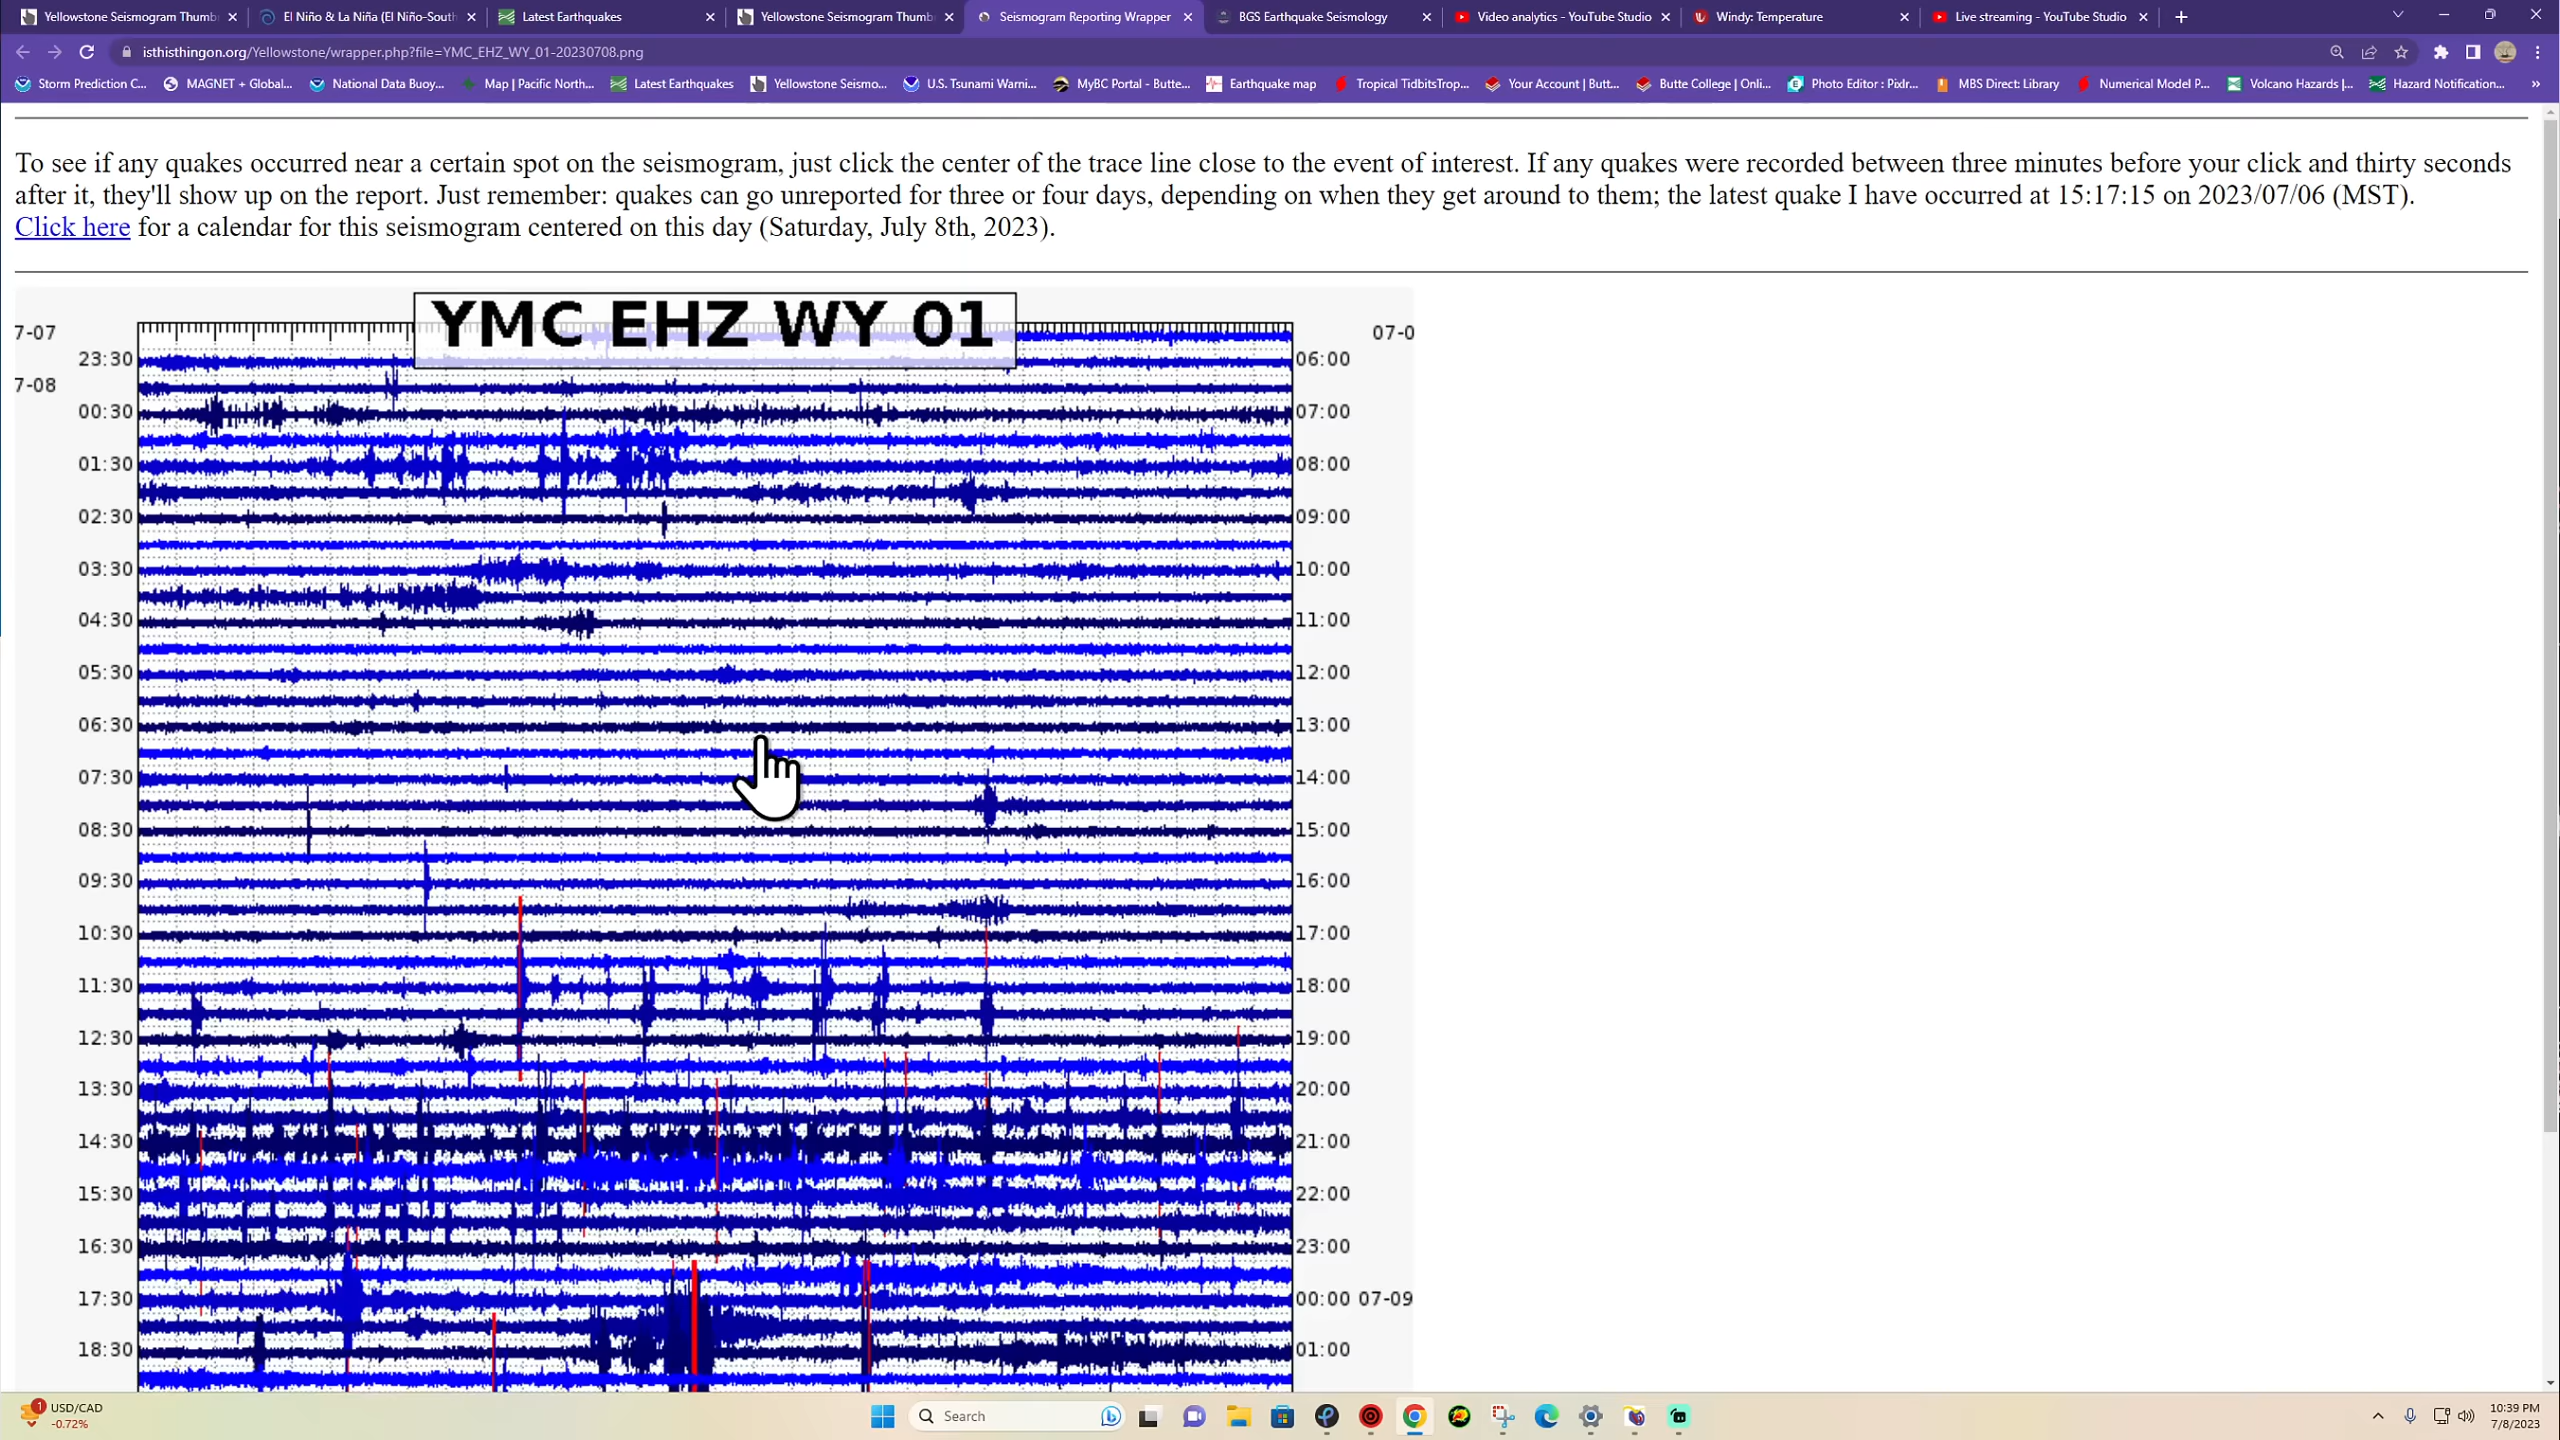 Yellowstone Seismogram Thumb
El Niño & La Niña (El Niño-South
Latest Earthquakes
Yellowstone Seismogram Thumb
Seismogram Reporting Wrapper
BGS Earthquake Seismology
Video analytics - YouTube Studio
Windy: Temperature
Live streaming - YouTube Studio
isthisthingon.org/Yellowstone/wrapper.php?file=YMC_EHZ_WY_01-20230708.png
Storm Prediction C...
MAGNET + Global...
National Data Buoy...
Map | Pacific North...
Latest Earthquakes
Yellowstone Seismo...
U.S. Tsunami Warni...
MyBC Portal - Butte...
Earthquake map
Tropical TidbitsTrop...
Your Account | Butt...
Butte College | Onli...
Photo Editor : Pixlr...
MBS Direct: Library
Numerical Model P...
Volcano Hazards |...
Hazard Notification...
»
To see if any quakes occurred near a certain spot on the seismogram, just click the center of the trace line close to the event of interest. If any quakes were recorded between three minutes before your click and thirty seconds
after it, they'll show up on the report. Just remember: quakes can go unreported for three or four days, depending on when they get around to them; the latest quake I have occurred at 15:17:15 on 2023/07/06 (MST).
Click here for a calendar for this seismogram centered on this day (Saturday, July 8th, 2023).
YMC EHZ WY 01
7-07 07-0
23:30 06:00
7-08
00:30 07:00
01:30 08:00
02:30 09:00
03:30 10:00
04:30 11:00
05:30 12:00
06:30 13:00
07:30 14:00
08:30 15:00
09:30 16:00
10:30 17:00
11:30 18:00
12:30 19:00
13:30 20:00
14:30 21:00
15:30 22:00
16:30 23:00
17:30 00:00 07-09
18:30 01:00
1
USD/CAD
-0.72%
Search
10:39 PM
7/8/2023